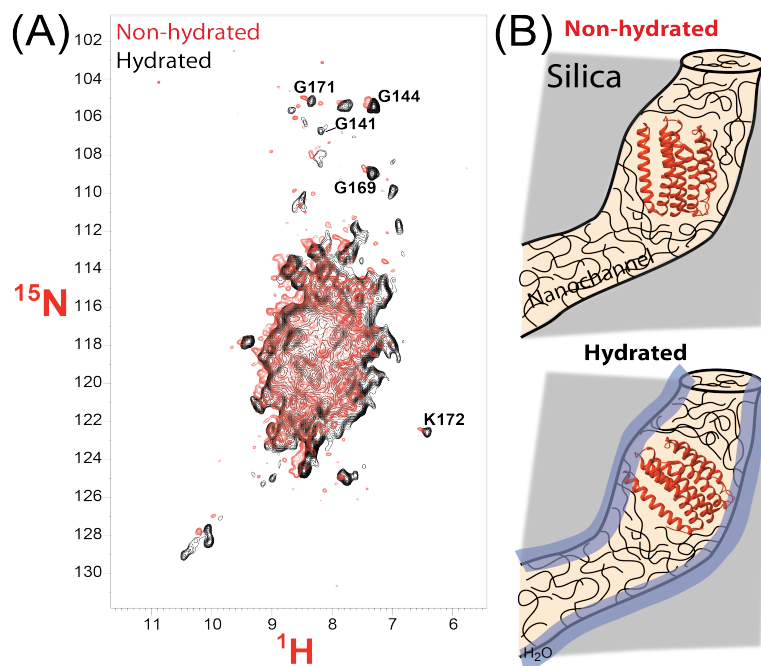 (A)
Non-hydrated
Hydrated
102
104
106
108
110
112
114
116
118
120
122
124
126
128
130
15N
G171
G144
G141
G169
K172
11
10
9
8
7
6
1H
(B)
Non-hydrated
Silica
Nanochannel
Hydrated
H2O